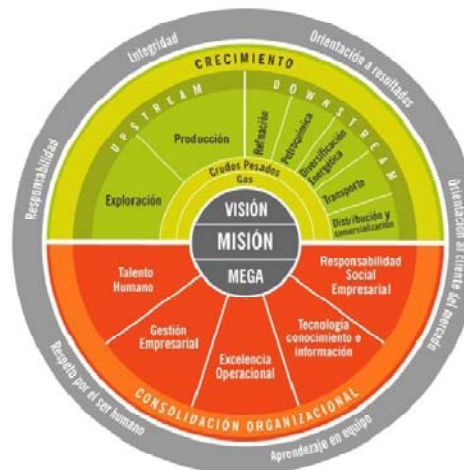 Integridad
Orientación a resultados
CRECIMIENTO
UPSTREAM
DOWNSTREAM
Responsabilidad
Exploración
Producción
Refinación
Petroquímica
Diversificación
Energética
Transporte
Distribución y
comercialización
Crudos Pesados
Gas
VISIÓN
MISIÓN
MEGA
Talento
Humano
Gestión
Empresarial
Excelencia
Operacional
Tecnología
conocimiento e
información
Responsabilidad
Social
Empresarial
CONSOLIDACIÓN ORGANIZACIONAL
Respeto por el ser humano
Aprendizaje en equipo
Orientación al cliente del mercado